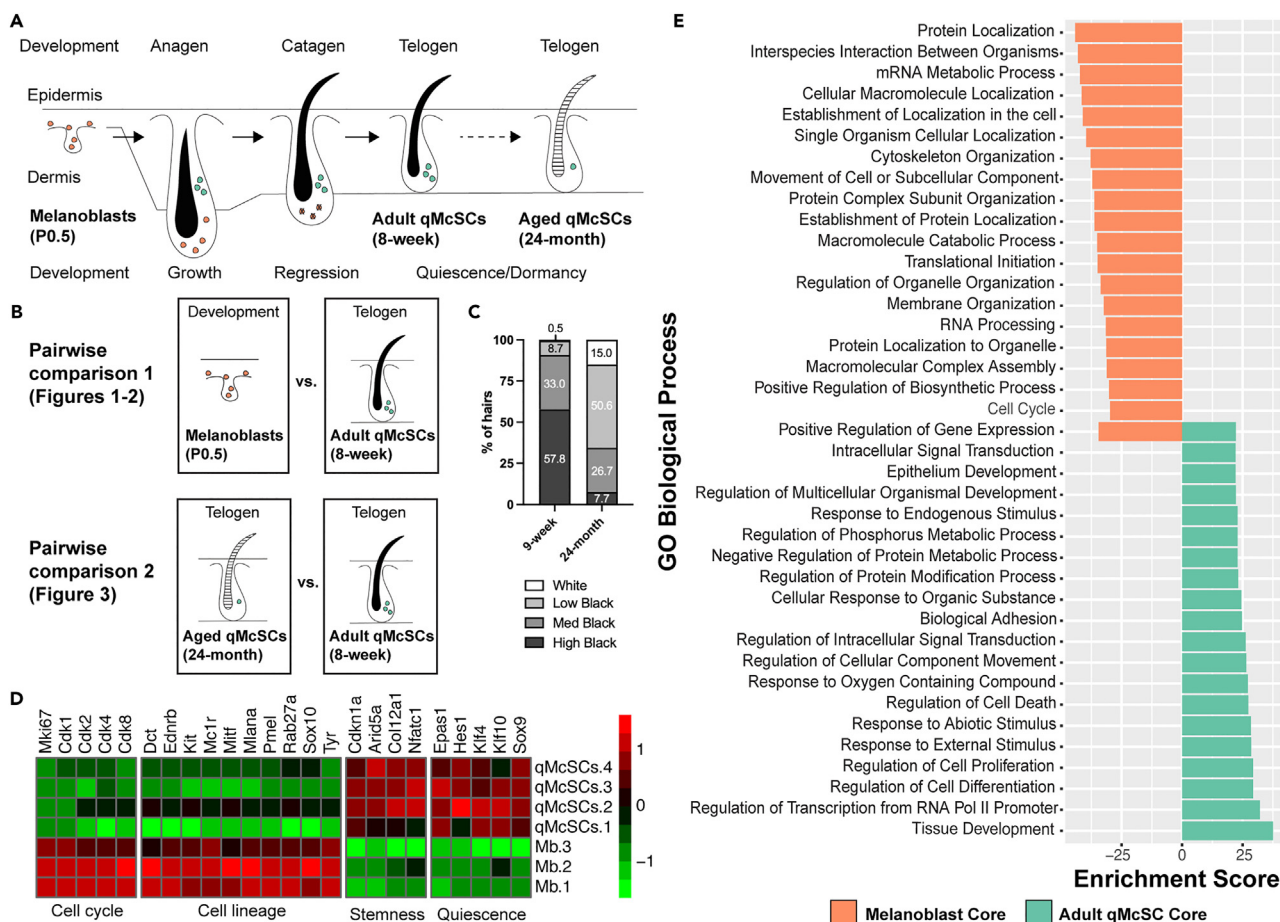 A
Development
Anagen
Catagen
Telogen
Telogen
Epidermis
Dermis
Melanoblasts
(P0.5)
Adult qMcSCs
(8-week)
Aged qMcSCs
(24-month)
Development
Growth
Regression
Quiescence/Dormancy
B
Pairwise
comparison 1
(Figures 1-2)
Development
Melanoblasts
(P0.5)
vs.
Telogen
Adult qMcSCs
(8-week)
Pairwise
comparison 2
(Figure 3)
Telogen
Aged qMcSCs
(24-month)
vs.
Telogen
Adult qMcSCs
(8-week)
C
% of hairs
100
75
50
25
0
0.5
8.7
33.0
57.8
15.0
50.6
26.7
7.7
9-week
24-month
White
Low Black
Med Black
High Black
D
Mki67
Cdk1
Cdk2
Cdk4
Cdk8
Dct
Ednrb
Kit
Mc1r
Mitf
Mlana
Pmel
Rab27a
Sox10
Tyr
Cdkn1a
Arid5a
Col12a1
Nfatc1
Epas1
Hes1
Klf4
Klf10
Sox9
qMcSCs.4
qMcSCs.3
qMcSCs.2
qMcSCs.1
Mb.3
Mb.2
Mb.1
1
0
−1
Cell cycle
Cell lineage
Stemness
Quiescence
E
GO Biological Process
Protein Localization
Interspecies Interaction Between Organisms
mRNA Metabolic Process
Cellular Macromolecule Localization
Establishment of Localization in the cell
Single Organism Cellular Localization
Cytoskeleton Organization
Movement of Cell or Subcellular Component
Protein Complex Subunit Organization
Establishment of Protein Localization
Macromolecule Catabolic Process
Translational Initiation
Regulation of Organelle Organization
Membrane Organization
RNA Processing
Protein Localization to Organelle
Macromolecular Complex Assembly
Positive Regulation of Biosynthetic Process
Cell Cycle
Positive Regulation of Gene Expression
Intracellular Signal Transduction
Epithelium Development
Regulation of Multicellular Organismal Development
Response to Endogenous Stimulus
Regulation of Phosphorus Metabolic Process
Negative Regulation of Protein Metabolic Process
Regulation of Protein Modification Process
Cellular Response to Organic Substance
Biological Adhesion
Regulation of Intracellular Signal Transduction
Regulation of Cellular Component Movement
Response to Oxygen Containing Compound
Regulation of Cell Death
Response to Abiotic Stimulus
Response to External Stimulus
Regulation of Cell Proliferation
Regulation of Cell Differentiation
Regulation of Transcription from RNA Pol II Promoter
Tissue Development
−25
0
25
Enrichment Score
Melanoblast Core
Adult qMcSC Core